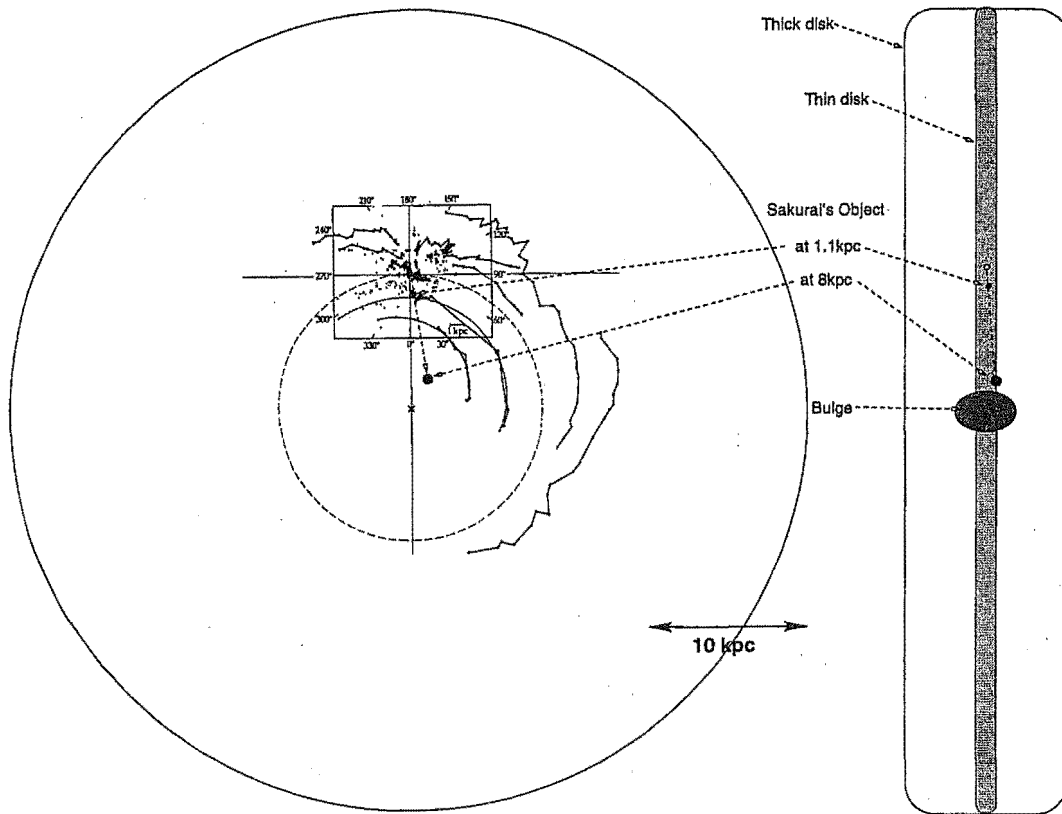 Thick disk
Thin disk
Sakurai's Object
at 1.1kpc
at 8kpc
Bulge
210° 180° 150°
240° 120°
270° 90°
300° 60°
1kpc
330° 0° 30°
10 kpc